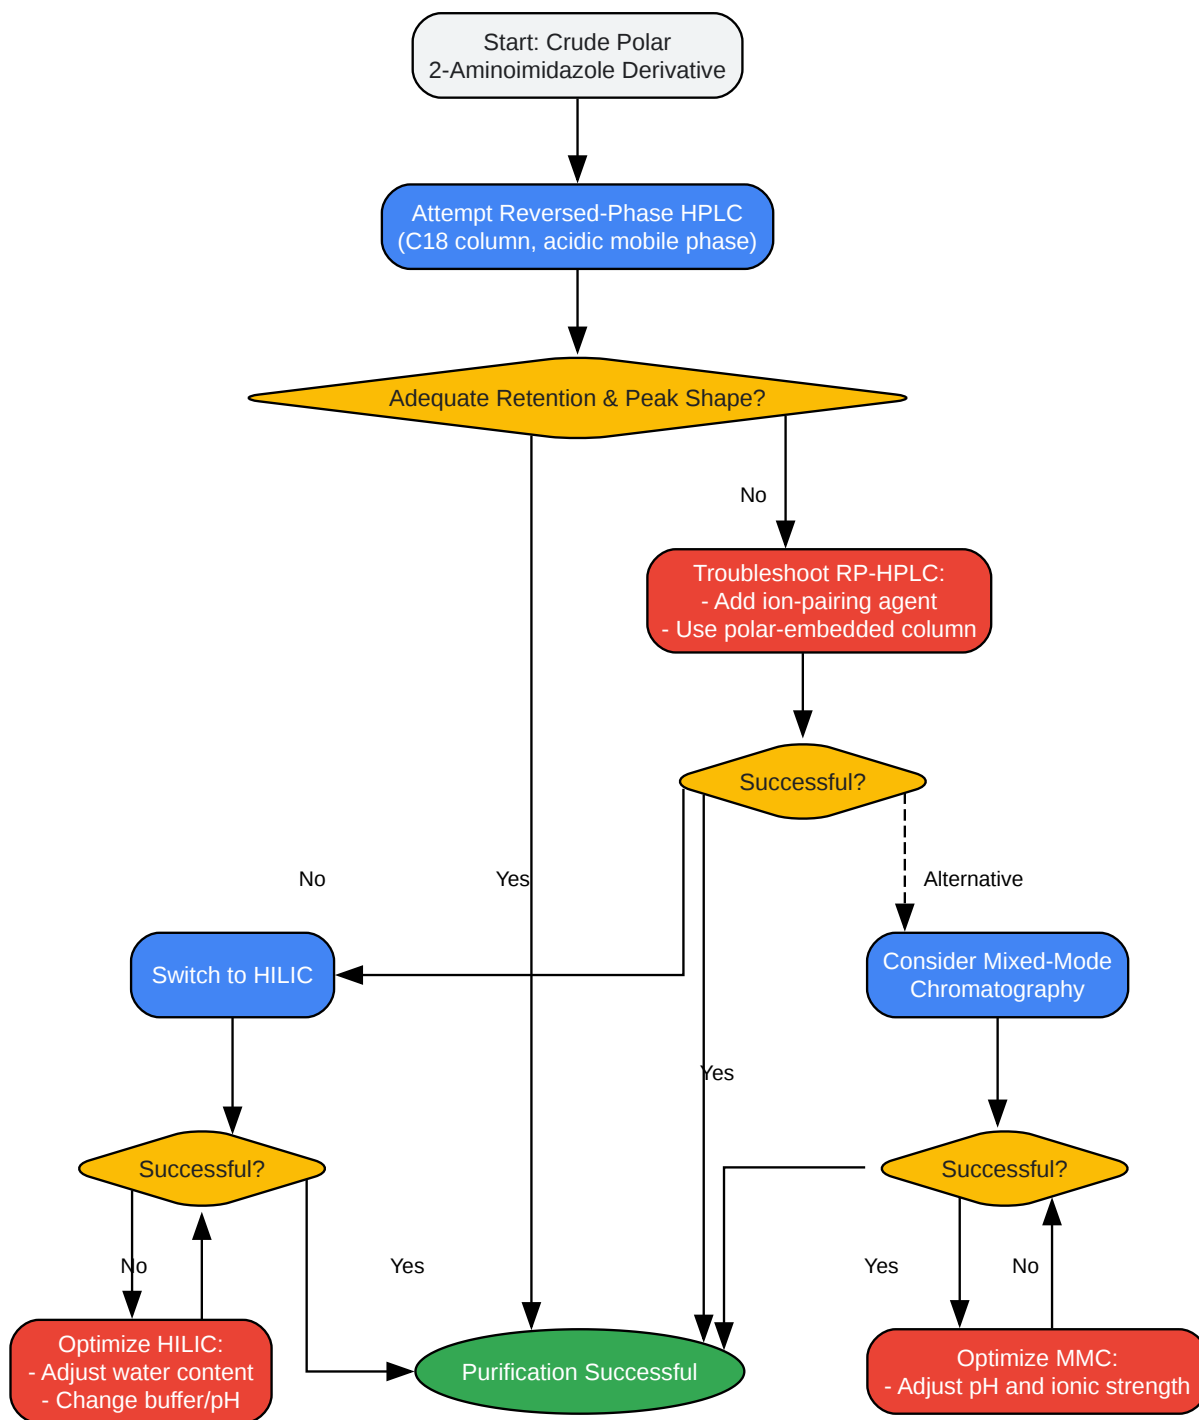 Start: Crude Polar
2-Aminoimidazole Derivative
Attempt Reversed-Phase HPLC
(C18 column, acidic mobile phase)
Adequate Retention & Peak Shape?
No
Troubleshoot RP-HPLC:
- Add ion-pairing agent
- Use polar-embedded column
Successful?
No
Yes
Alternative
Switch to HILIC
Consider Mixed-Mode
Chromatography
Yes
Successful?
Successful?
No
Yes
Yes
No
Optimize HILIC:
- Adjust water content
- Change buffer/pH
Purification Successful
Optimize MMC:
- Adjust pH and ionic strength